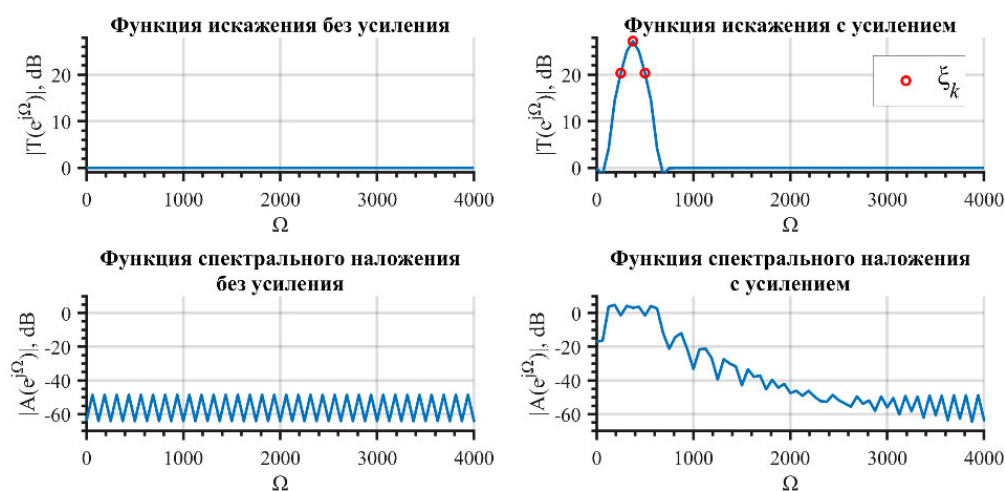 Функция искажения без усиления
|T(e^{jΩ})|, dB
20
10
0
0 1000 2000 3000 4000
Ω
Функция искажения с усилением
|T(e^{jΩ})|, dB
20
10
0
ξ_k
0 1000 2000 3000 4000
Ω
Функция спектрального наложения
без усиления
|A(e^{jΩ})|, dB
0
-20
-40
-60
0 1000 2000 3000 4000
Ω
Функция спектрального наложения
с усилением
|A(e^{jΩ})|, dB
0
-20
-40
-60
0 1000 2000 3000 4000
Ω